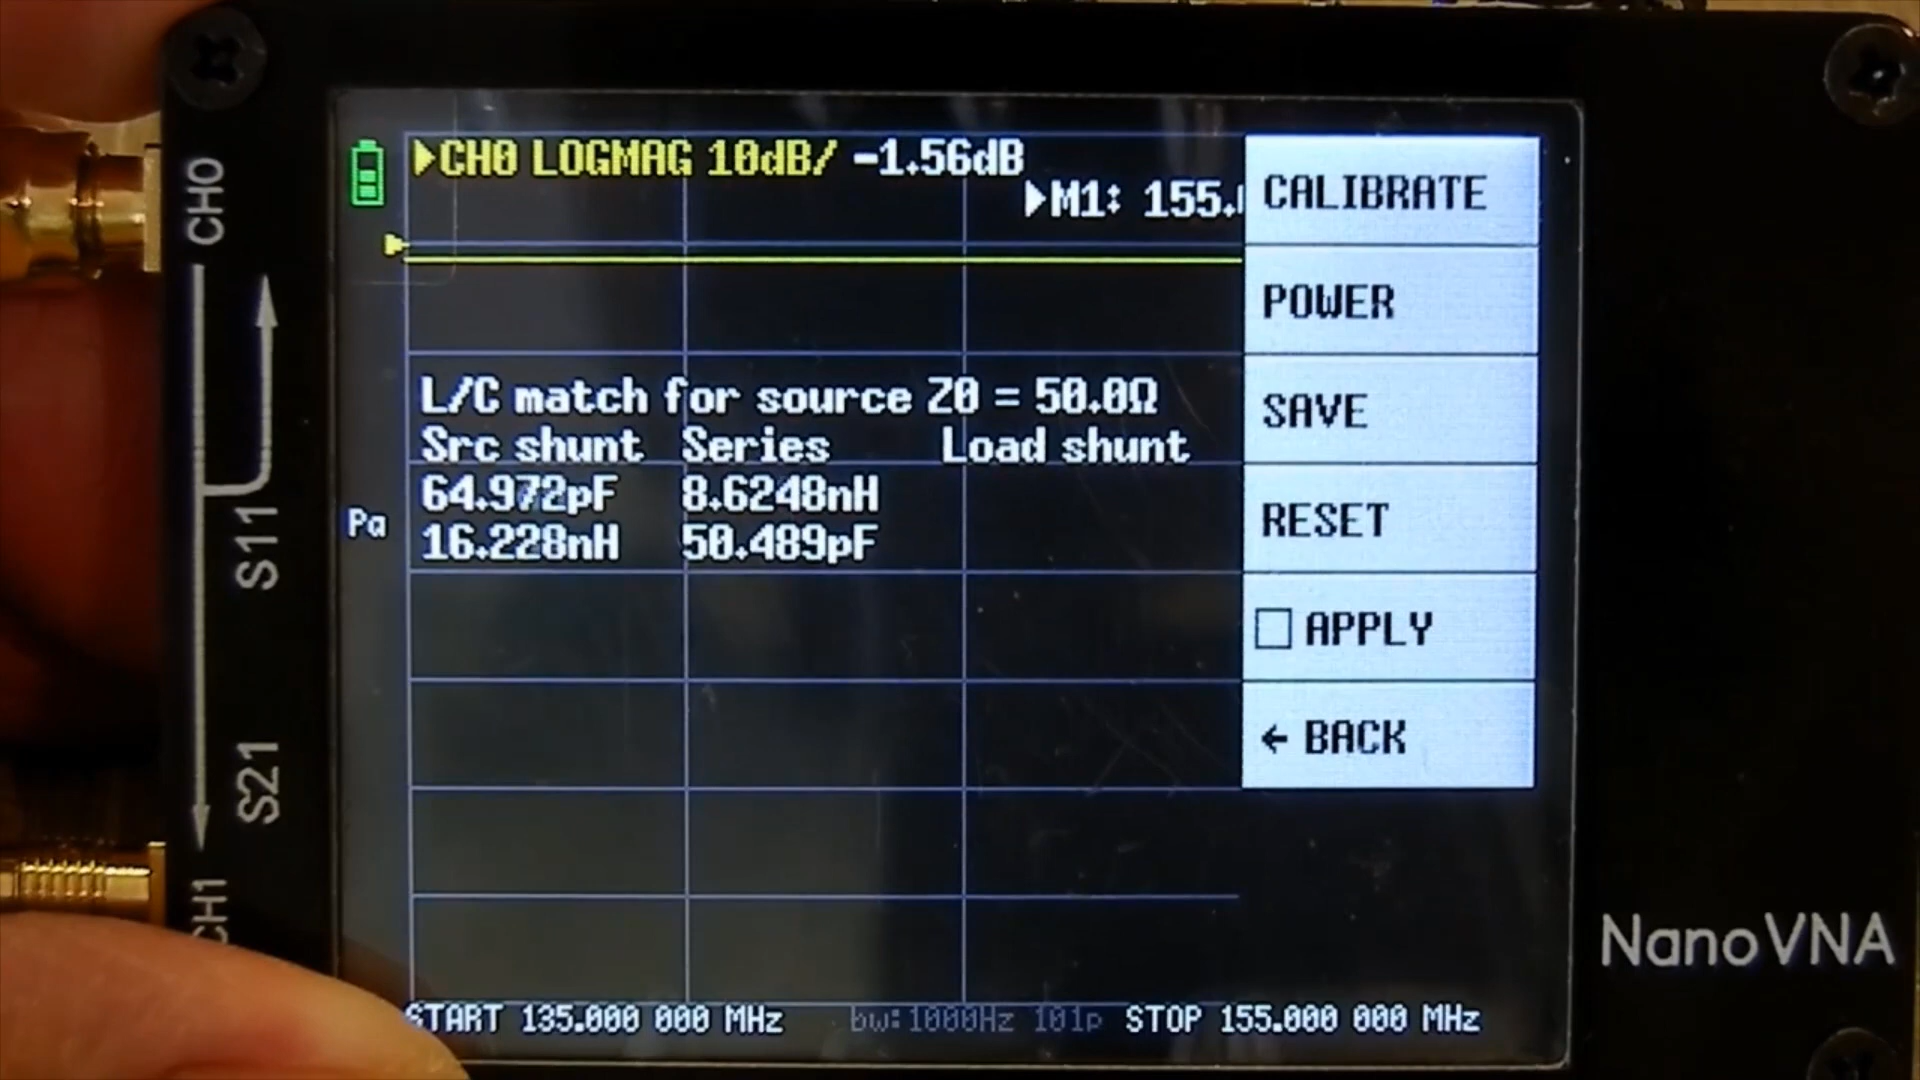 CH0 LOGMAG 10dB/ -1.56dB
M1: 155.
L/C match for source Z0 = 50.0Ω
Src shunt Series Load shunt
64.972pF 8.6248nH
16.228nH 50.489pF
Pa
START 135.000 000 MHz bw:1000Hz 101p STOP 155.000 000 MHz
CALIBRATE
POWER
SAVE
RESET
APPLY
← BACK
CH0
S11
S21
CH1
NanoVNA